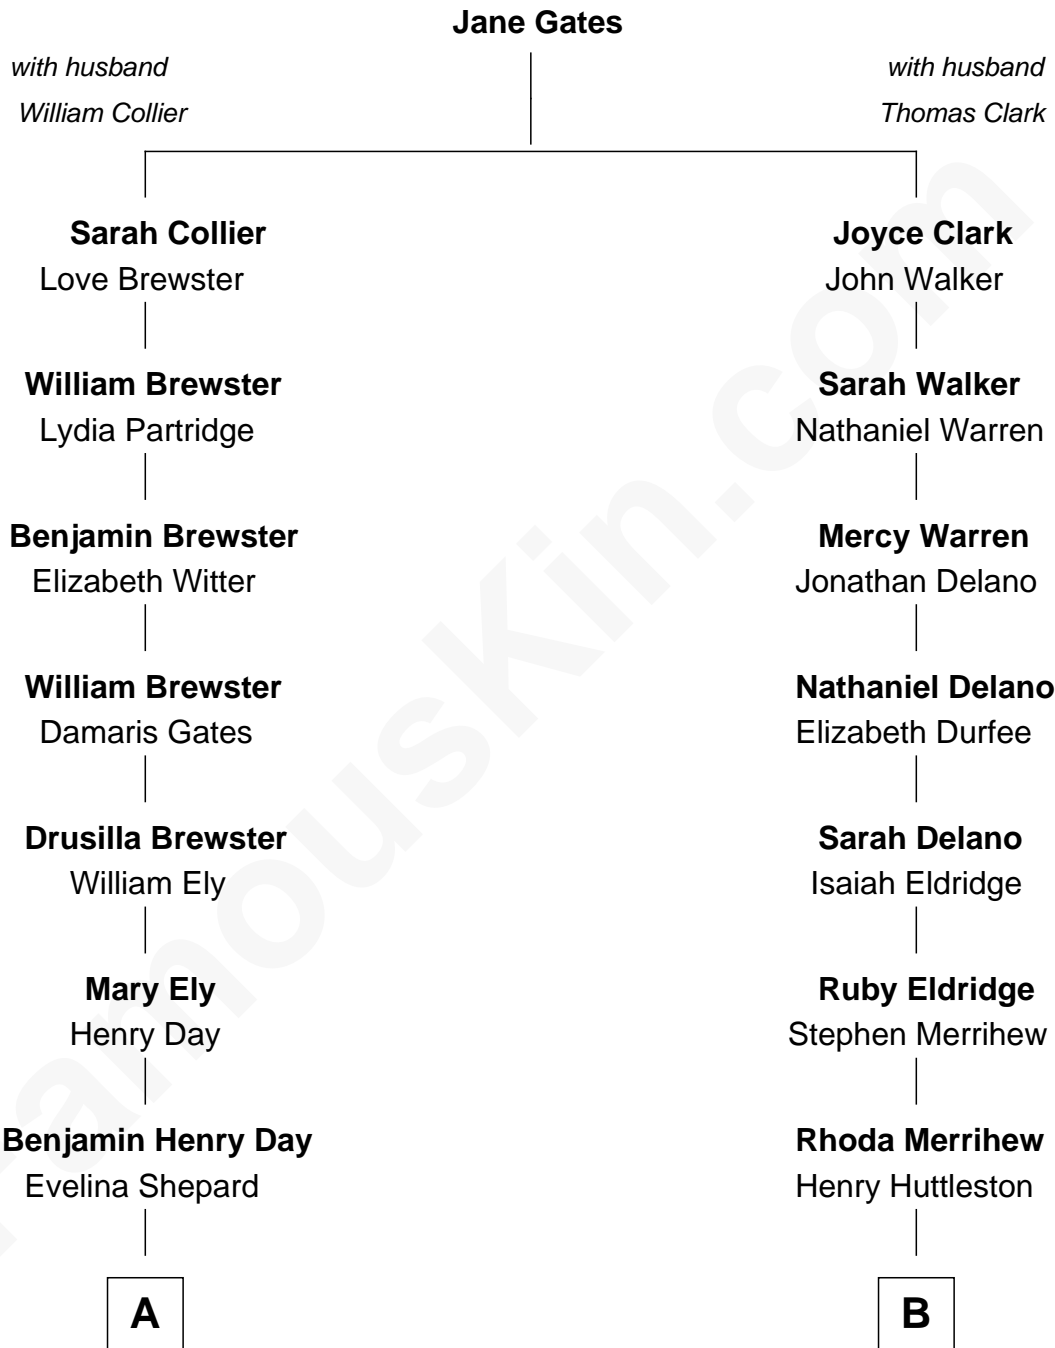 Jane Gates
with husband
William Collier
with husband
Thomas Clark
Sarah Collier
Love Brewster
Joyce Clark
John Walker
William Brewster
Lydia Partridge
Sarah Walker
Nathaniel Warren
Benjamin Brewster
Elizabeth Witter
Mercy Warren
Jonathan Delano
William Brewster
Damaris Gates
Nathaniel Delano
Elizabeth Durfee
Drusilla Brewster
William Ely
Sarah Delano
Isaiah Eldridge
Mary Ely
Henry Day
Ruby Eldridge
Stephen Merrihew
Benjamin Henry Day
Evelina Shepard
Rhoda Merrihew
Henry Huttleston
A
B
FamousKin.com